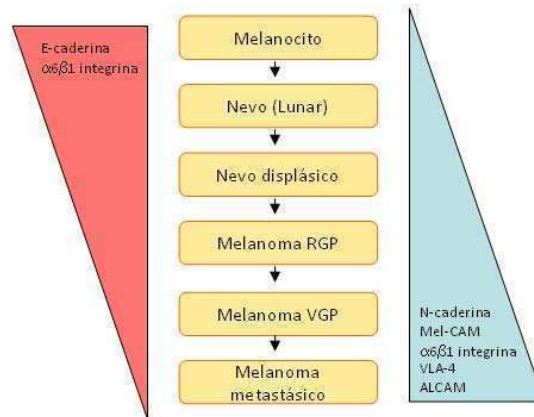 E-caderina
α6β1 integrina
Melanocito
Nevo (Lunar)
Nevo displásico
Melanoma RGP
Melanoma VGP
Melanoma
metastásico
N-caderina
Mel-CAM
α6β1 integrina
VLA-4
ALCAM